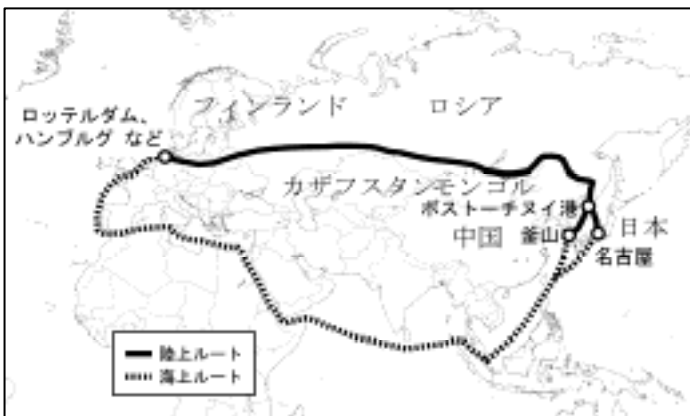 フィンランド
ロシア
ロッテルダム、
ハンブルグ など
カザフスタン
モンゴル
ボストーチヌイ港
中国
釜山
日本
名古屋
陸上ルート
海上ルート